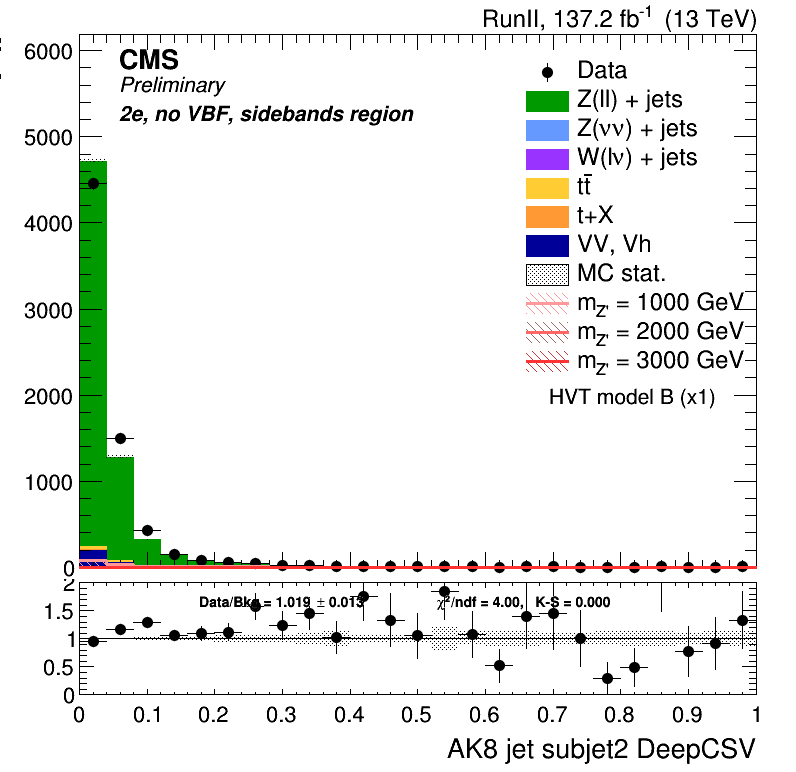 RunII, 137.2 fb-1 (13 TeV)
CMS
Preliminary
2e, no VBF, sidebands region
Data
Z(ll) + jets
Z(νν) + jets
W(lν) + jets
tt̄
t+X
VV, Vh
MC stat.
mZ' = 1000 GeV
mZ' = 2000 GeV
mZ' = 3000 GeV
HVT model B (x1)
6000
5000
4000
3000
2000
1000
0
Data/Bkg = 1.019 ± 0.013 χ²/ndf = 4.00, K-S = 0.000
2
1.5
1
0.5
0
0 0.1 0.2 0.3 0.4 0.5 0.6 0.7 0.8 0.9 1
AK8 jet subjet2 DeepCSV